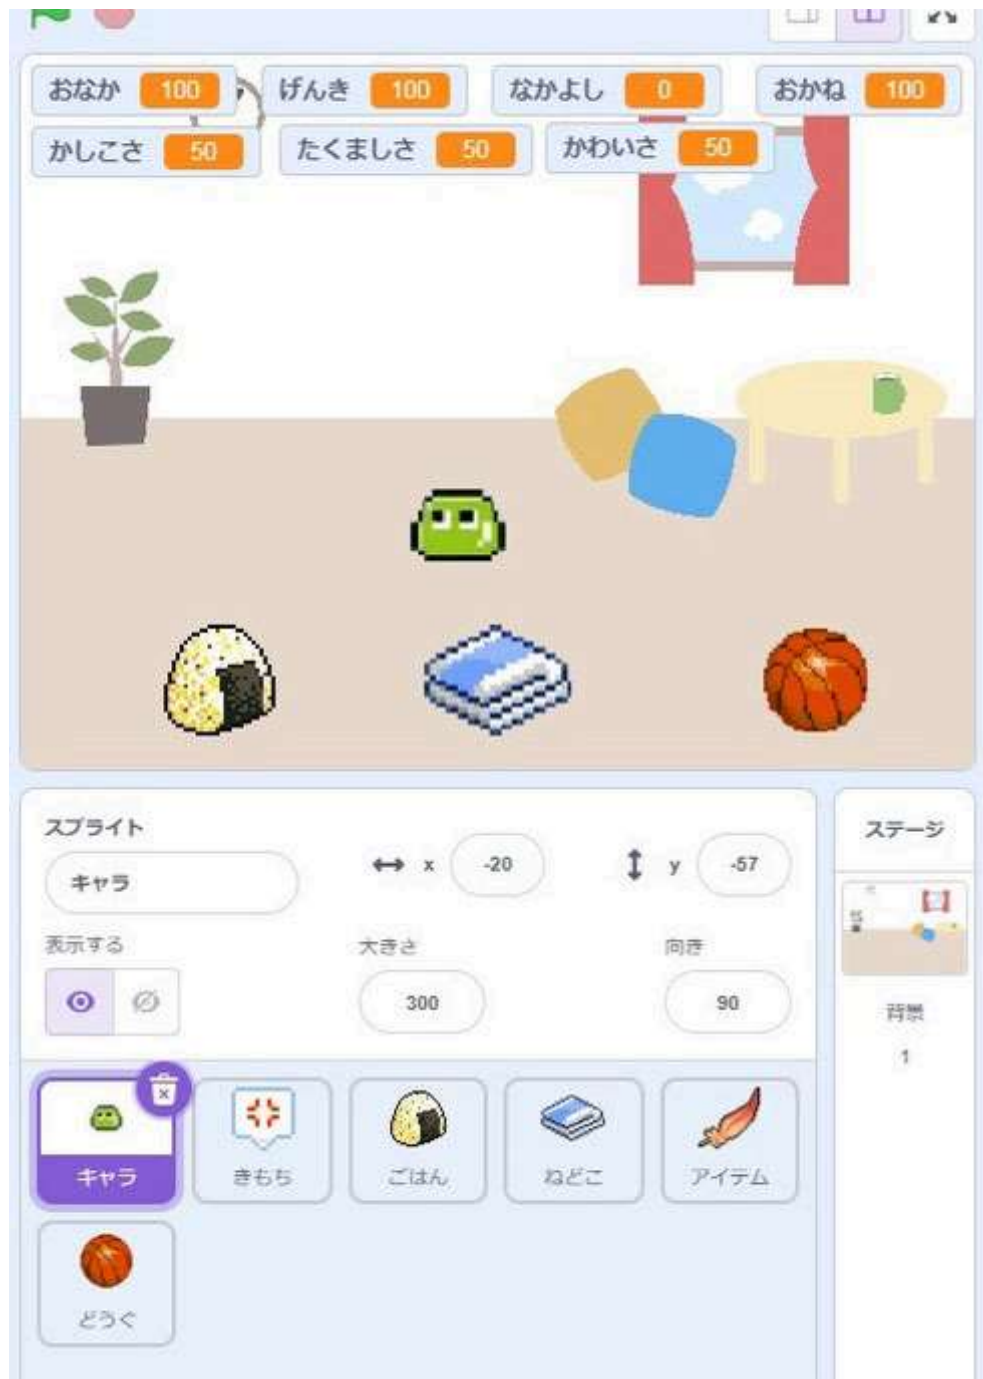 おなか 100 げんき 100 なかよし 0 おかね 100
かしこさ 50 たくましさ 50 かわいさ 50
スプライト
キャラ x -20 y -57
表示する 大きさ 向き
300 90
ステージ
背景
1
キャラ きもち ごはん ねどこ アイテム
どうぐ